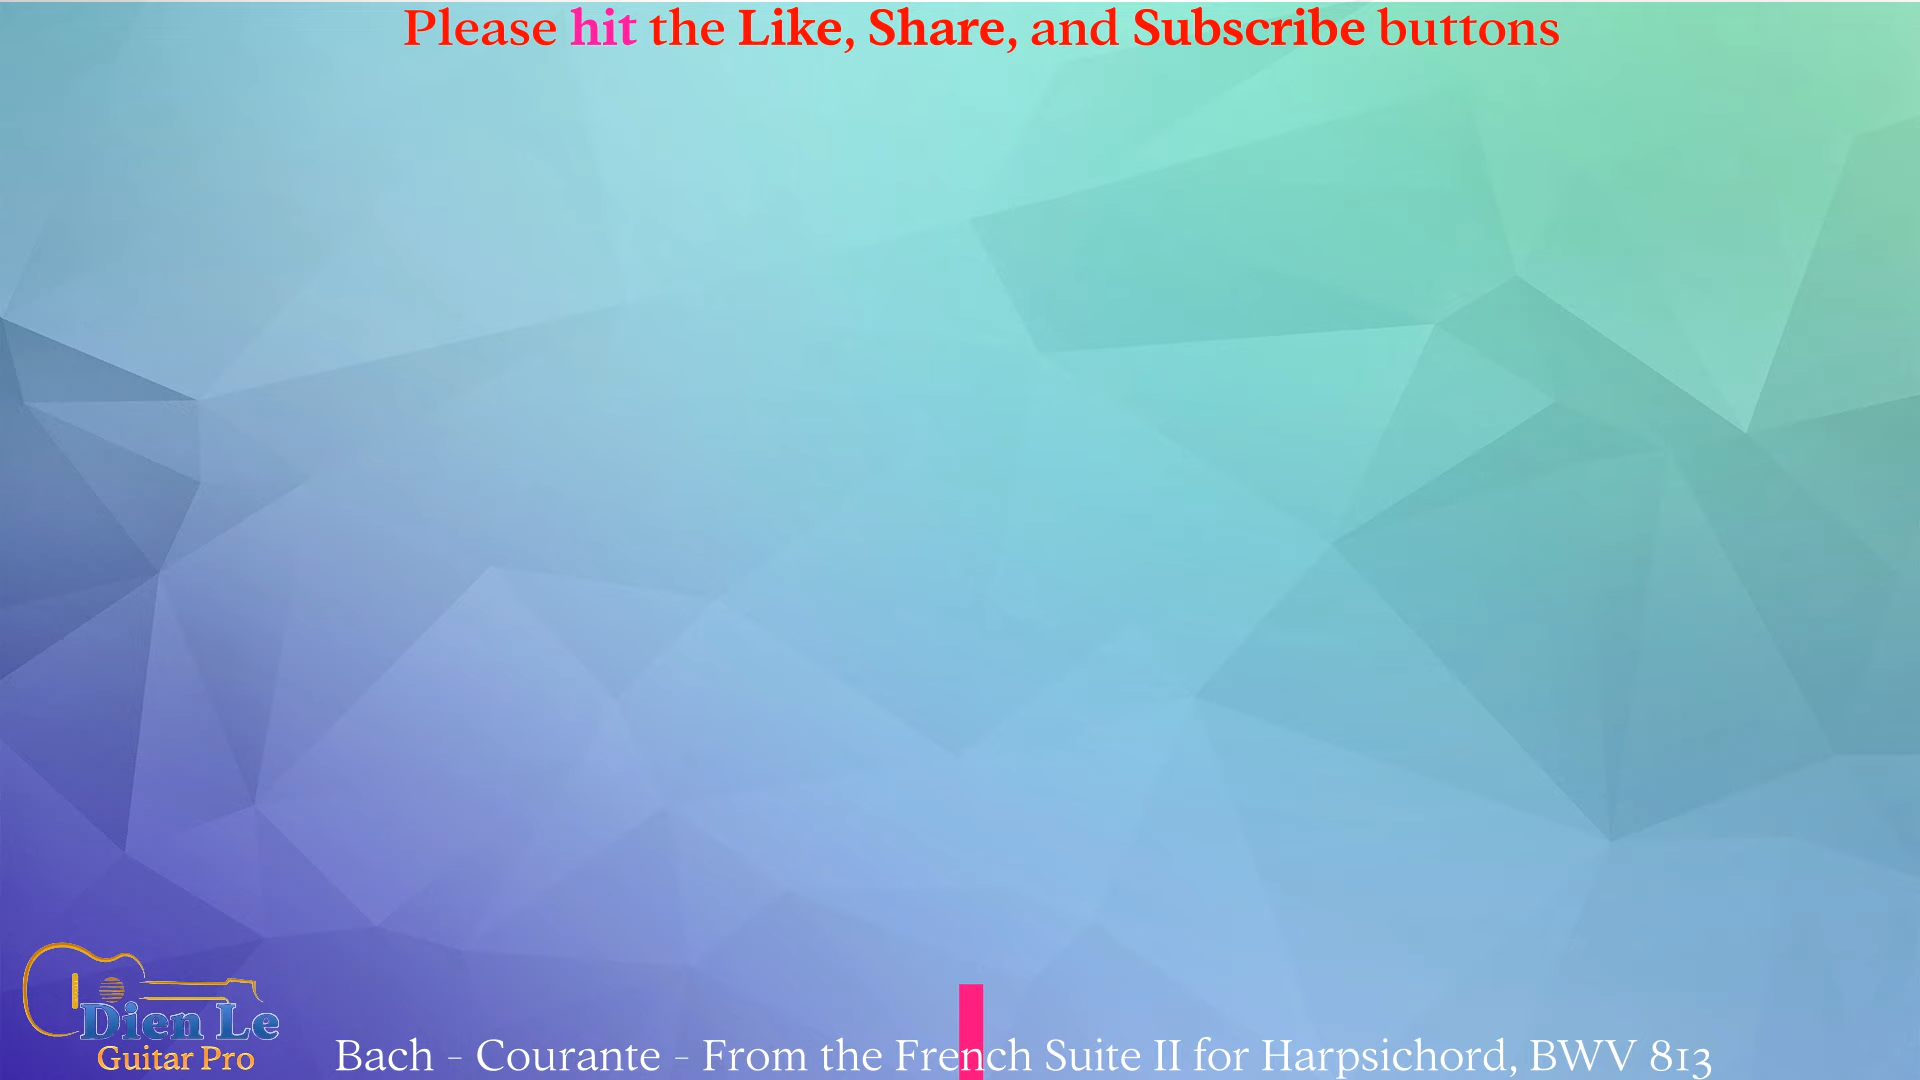 Please hit the Like, Share, and Subscribe buttons
Dien Le
Guitar Pro
Bach - Courante - From the French Suite II for Harpsichord, BWV 813